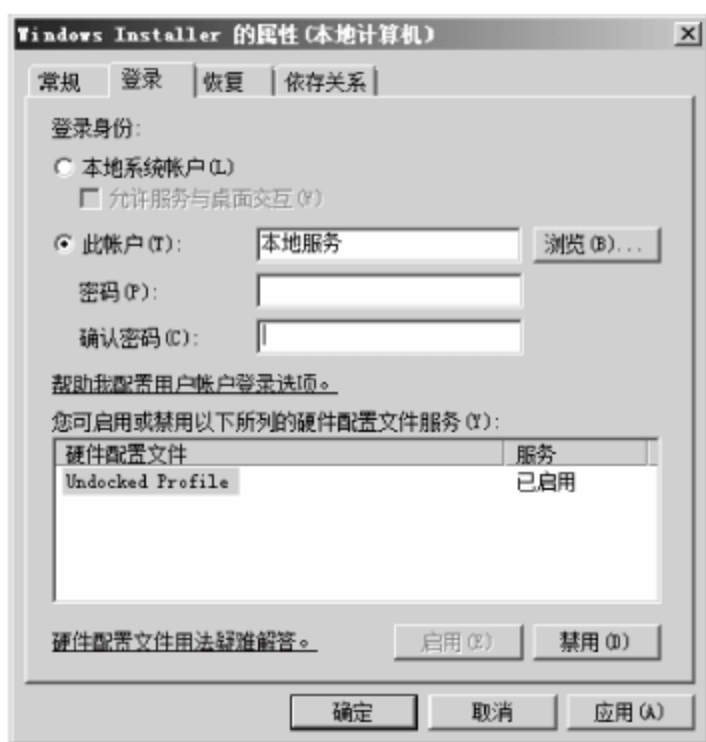 Windows Installer 的属性(本地计算机)
常规 登录 恢复 依存关系
登录身份:
本地系统帐户(L)
允许服务与桌面交互(W)
此帐户(T): 本地服务 浏览(B)...
密码(P):
确认密码(C):
帮助我配置用户帐户登录选项。
您可启用或禁用以下所列的硬件配置文件服务(Y):
硬件配置文件 服务
Undocked Profile 已启用
硬件配置文件用法疑难解答。 启用(E) 禁用(D)
确定 取消 应用(A)